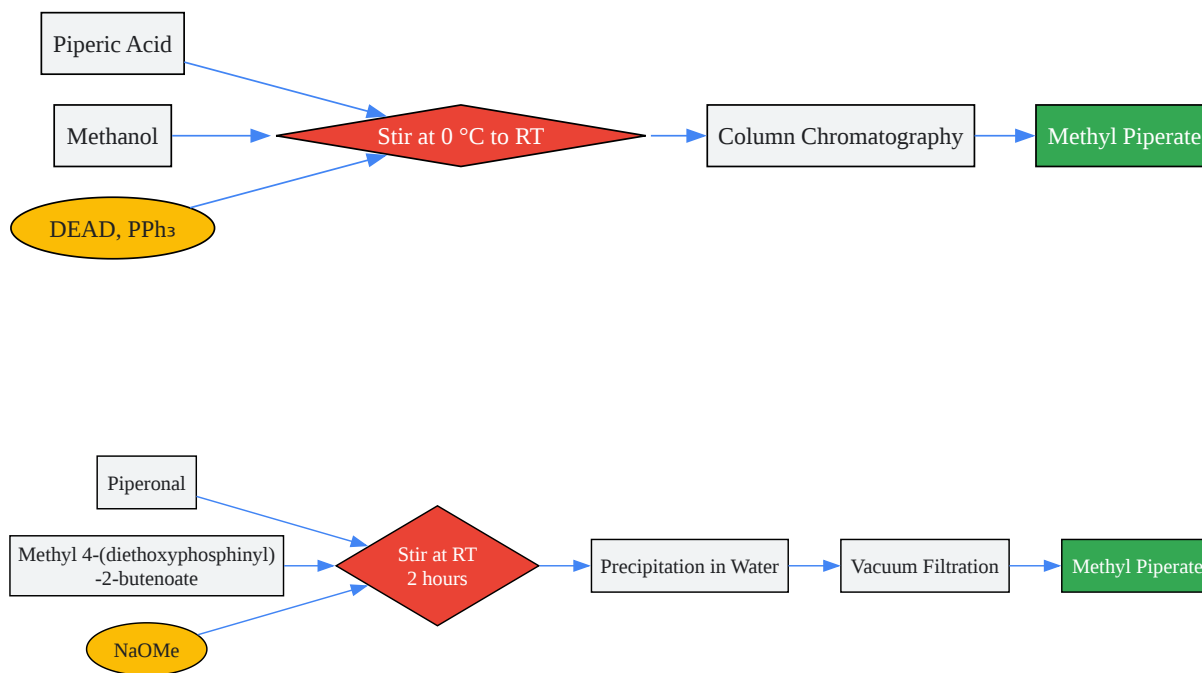 Piperic Acid
Methanol
DEAD, PPh₃
Stir at 0 °C to RT
Column Chromatography
Methyl Piperate
Piperonal
Methyl 4-(diethoxyphosphinyl)
-2-butenoate
NaOMe
Stir at RT
2 hours
Precipitation in Water
Vacuum Filtration
Methyl Piperate